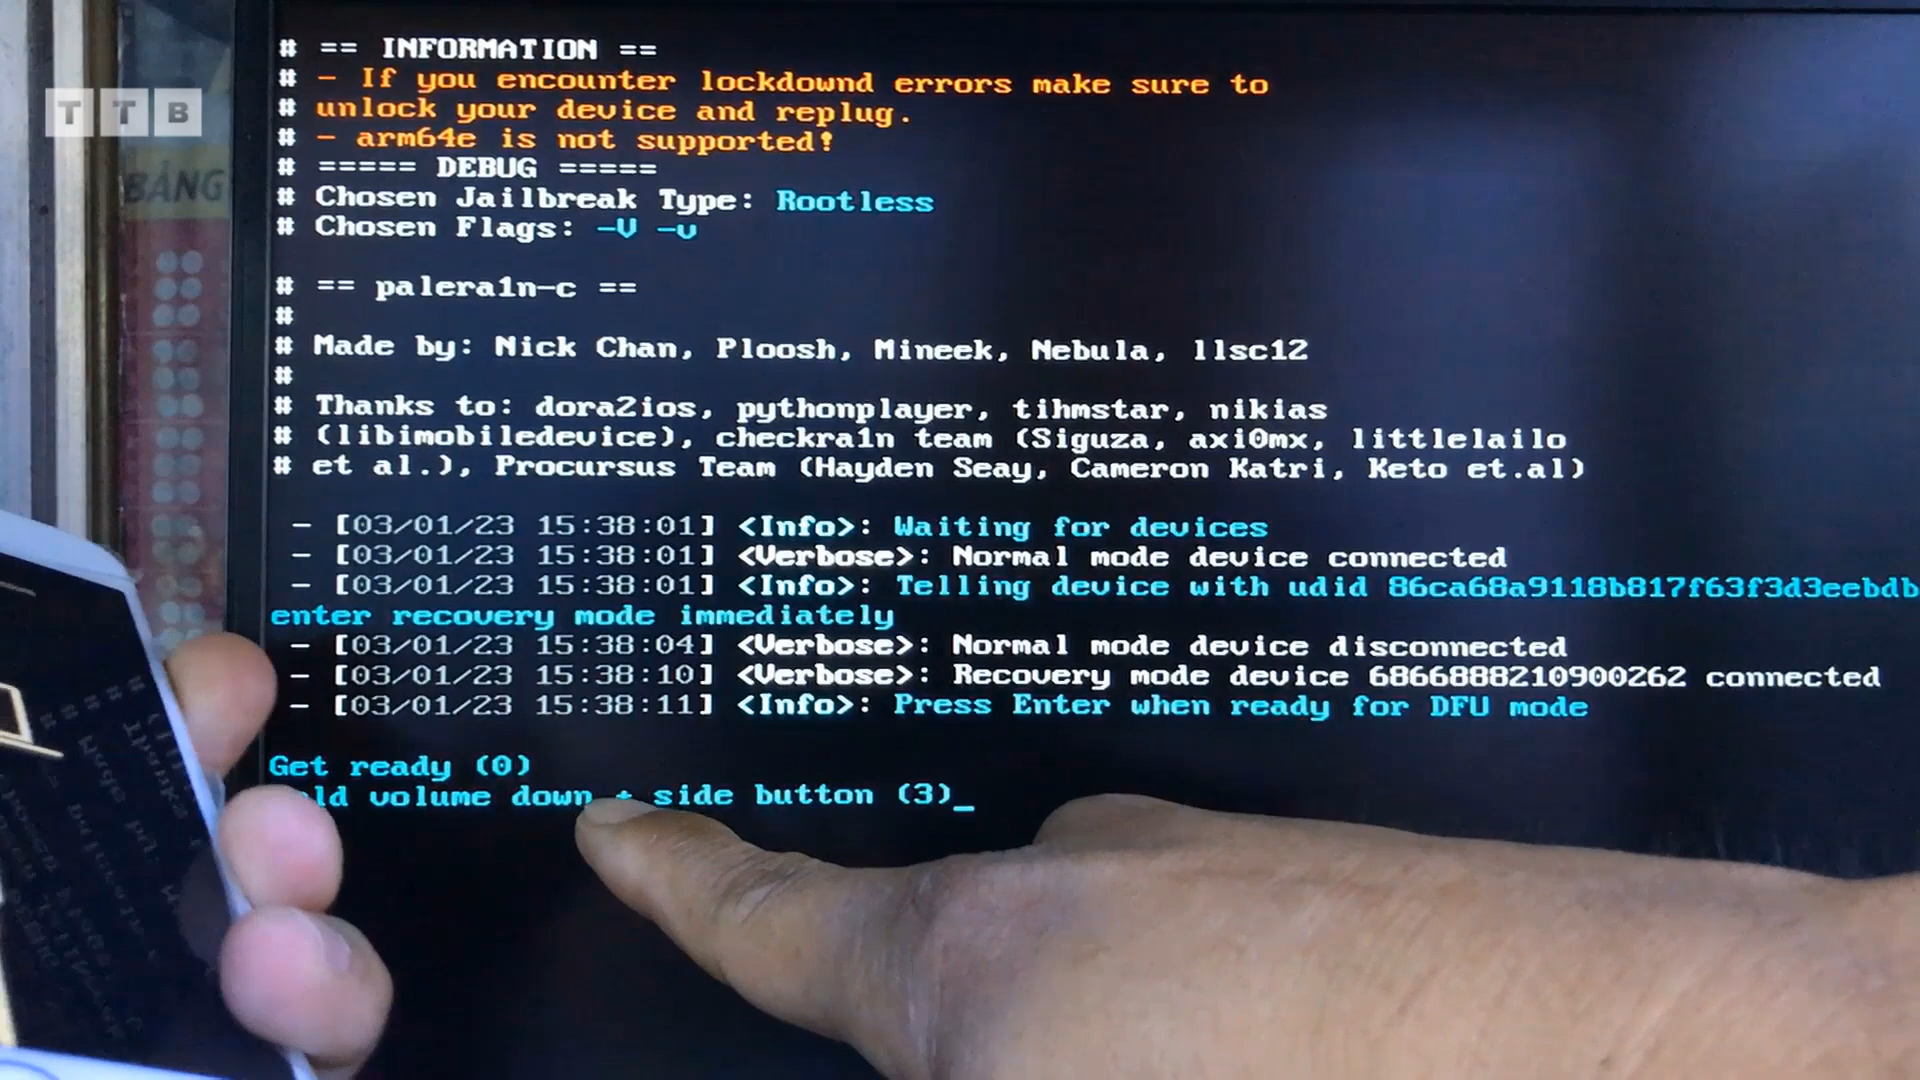 TTB
BẢNG
# == INFORMATION ==
# - If you encounter lockdownd errors make sure to
# unlock your device and replug.
# - arm64e is not supported!
# ===== DEBUG =====
# Chosen Jailbreak Type: Rootless
# Chosen Flags: -V -v
# == palera1n-c ==
#
# Made by: Nick Chan, Ploosh, Mineek, Nebula, llsc12
#
# Thanks to: dora2ios, pythonplayer, tihmstar, nikias
# (libimobiledevice), checkra1n team (Siguza, axi0mx, littlelailo
# et al.), Procursus Team (Hayden Seay, Cameron Katri, Keto et.al)
- [03/01/23 15:38:01] <Info>: Waiting for devices
- [03/01/23 15:38:01] <Verbose>: Normal mode device connected
- [03/01/23 15:38:01] <Info>: Telling device with udid 86ca68a9118b817f63f3d3eebdb
enter recovery mode immediately
- [03/01/23 15:38:04] <Verbose>: Normal mode device disconnected
- [03/01/23 15:38:10] <Verbose>: Recovery mode device 6866888210900262 connected
- [03/01/23 15:38:11] <Info>: Press Enter when ready for DFU mode
Get ready (0)
ld volume down + side button (3)_